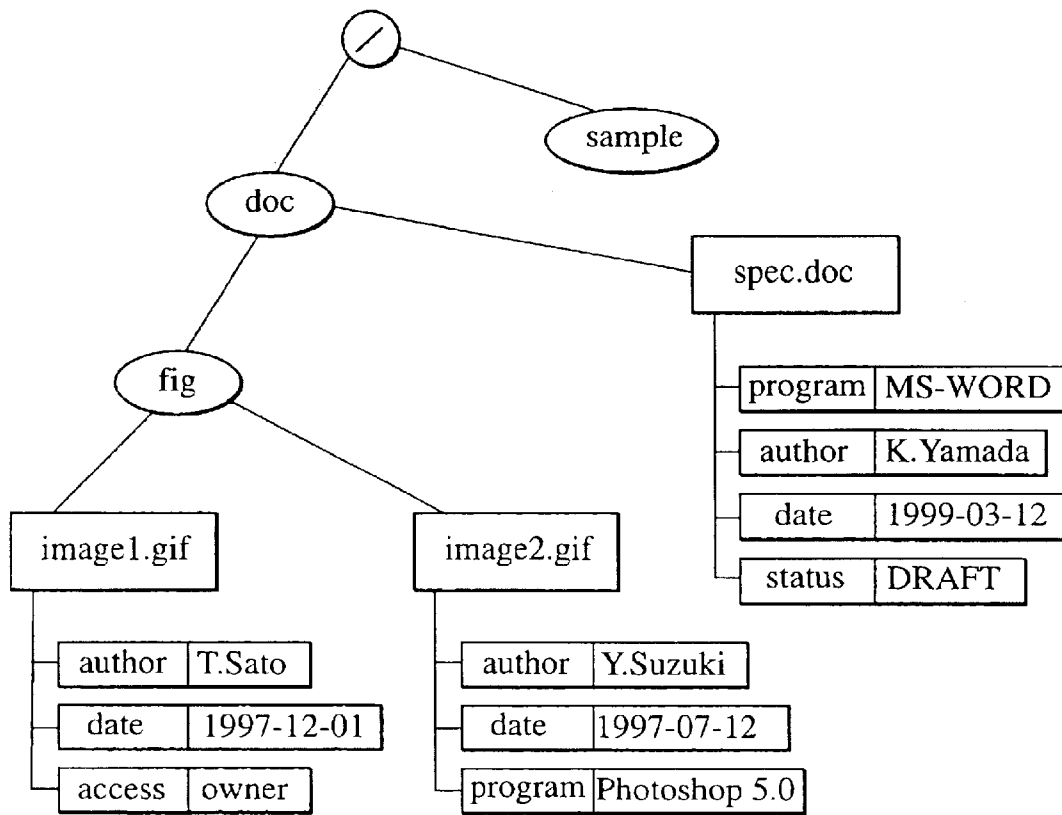 /
sample
doc
spec.doc
program MS-WORD
author K.Yamada
date 1999-03-12
status DRAFT
fig
image1.gif
author T.Sato
date 1997-12-01
access owner
image2.gif
author Y.Suzuki
date 1997-07-12
program Photoshop 5.0